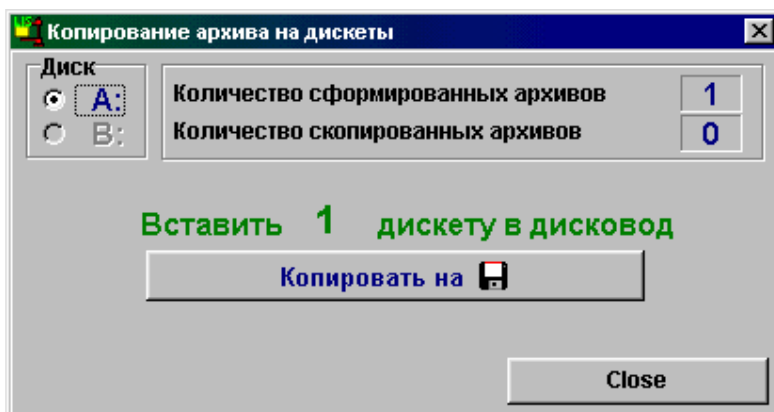 Копирование архива на дискеты
Диск
A:
B:
Количество сформированных архивов 1
Количество скопированных архивов 0
Вставить 1 дискету в дисковод
Копировать на
Close